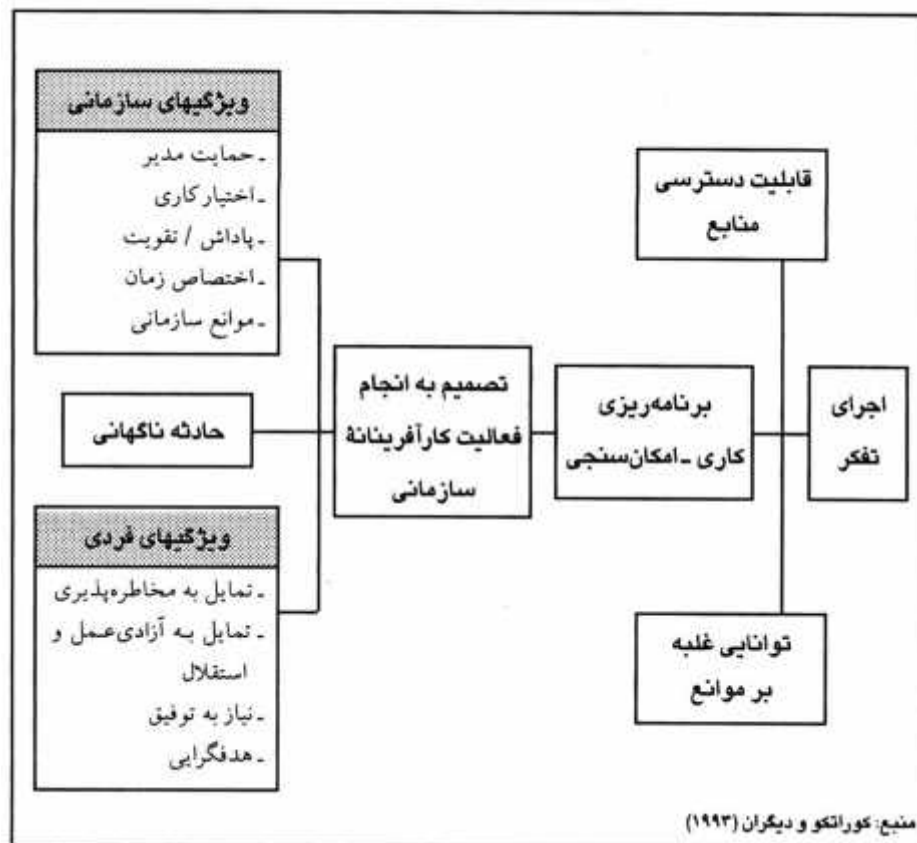 ویژگیهای سازمانی
ـ حمایت مدیر
ـ اختیار کاری
ـ پاداش / تقویت
ـ اختصاص زمان
ـ موانع سازمانی
حادثه ناگهانی
ویژگیهای فردی
ـ تمایل به مخاطره‌پذیری
ـ تمایل به آزادی‌عمل و
استقلال
ـ نیاز به توفیق
ـ هدفگرایی
تصمیم به انجام
فعالیت کارآفرینانهٔ
سازمانی
برنامه‌ریزی
کاری ـ امکان‌سنجی
قابلیت دسترسی
منابع
اجرای
تفکر
توانایی غلبه
بر موانع
منبع: کوراتکو و دیگران (۱۹۹۳)